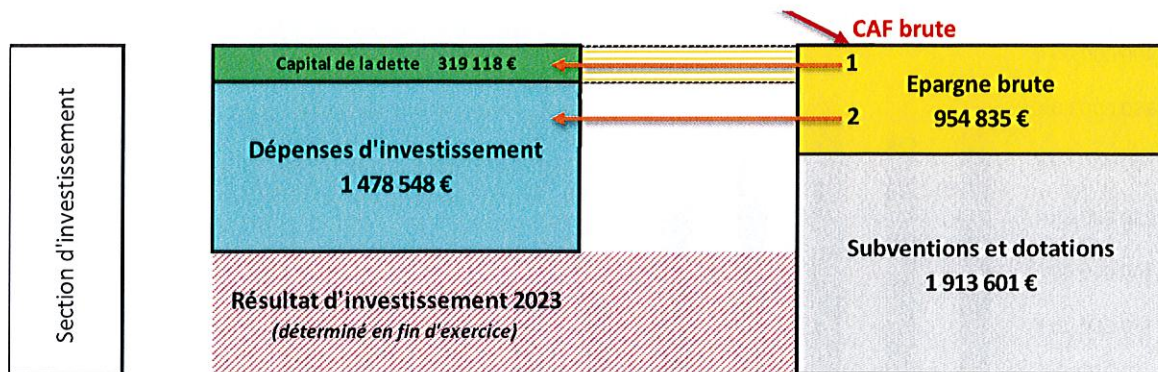 Section d'investissement
CAF brute
Capital de la dette 319 118 €
1
Epargne brute
954 835 €
2
Dépenses d'investissement
1 478 548 €
Subventions et dotations
1 913 601 €
Résultat d'investissement 2023
(déterminé en fin d'exercice)